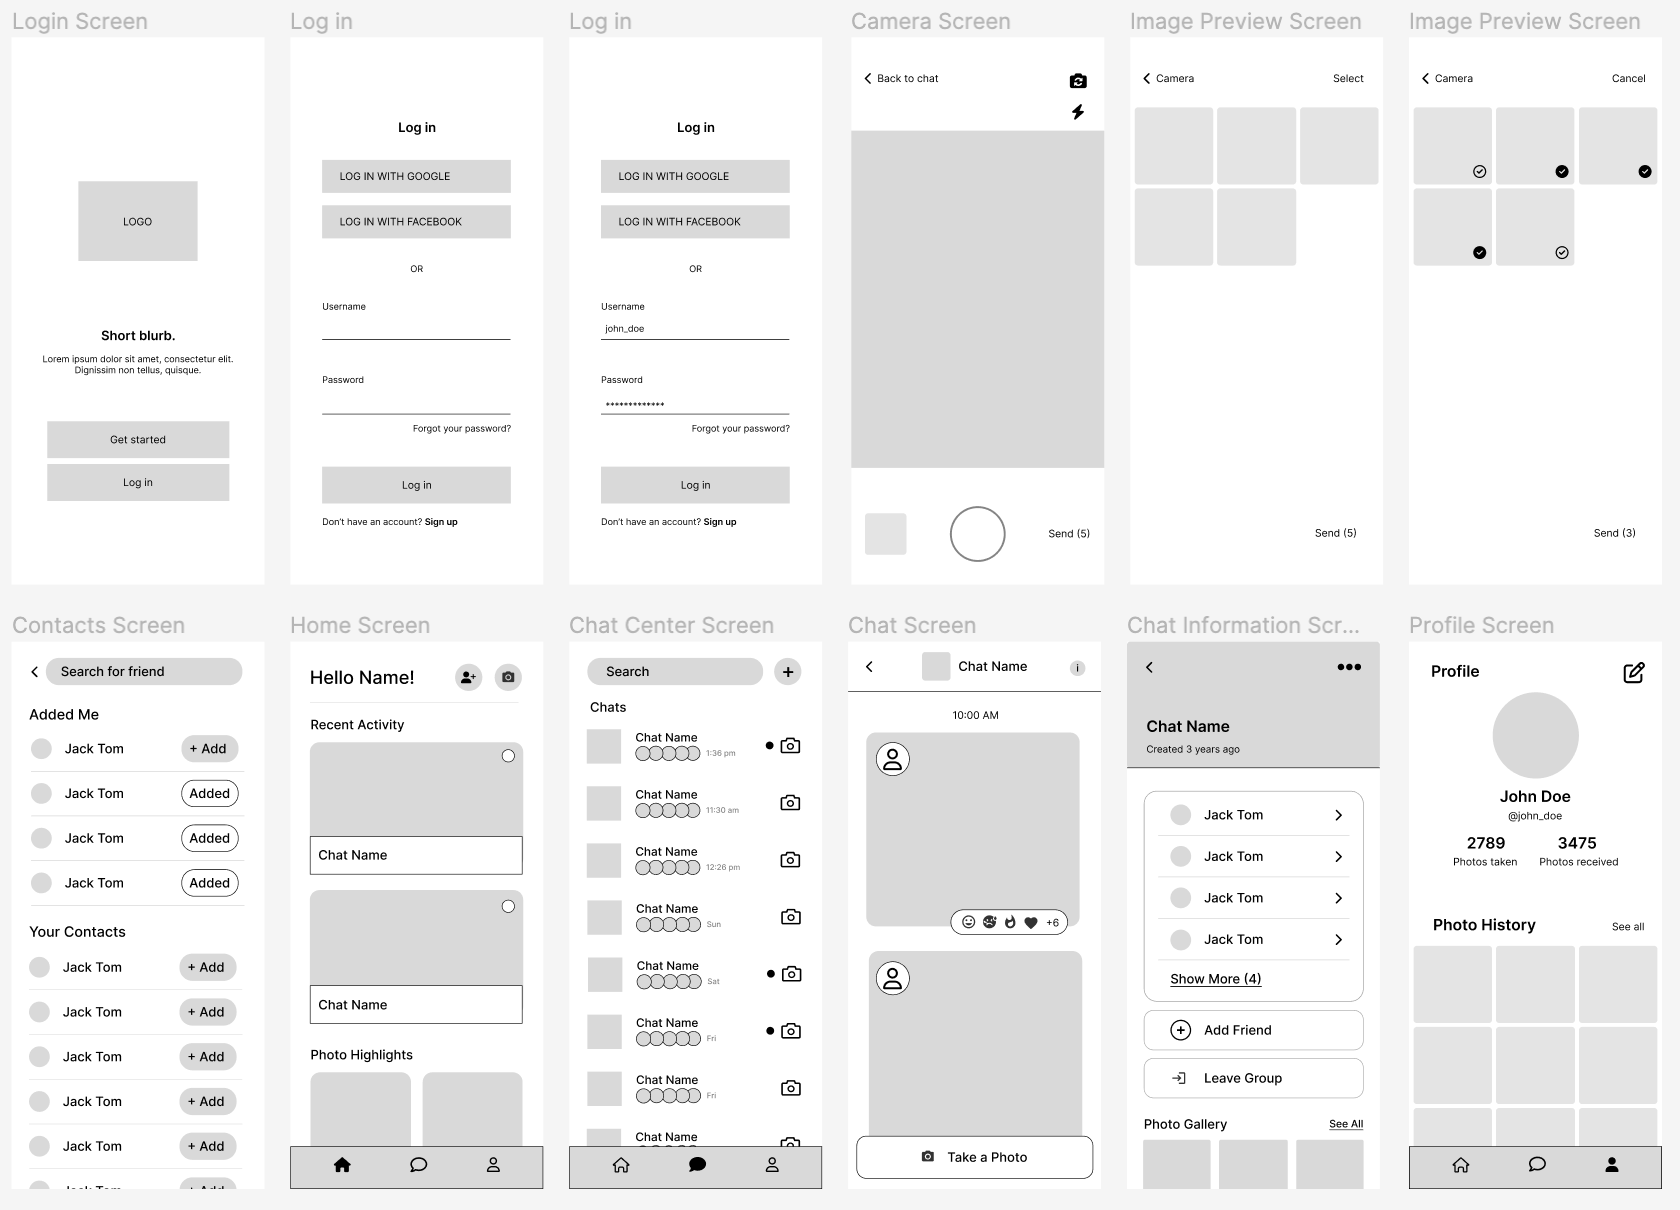 Login Screen
LOGO
Short blurb.
Lorem ipsum dolor sit amet, consectetur elit.
Dignissim non tellus, quisque.
Get started
Log in
Log in
Log in
LOG IN WITH GOOGLE
LOG IN WITH FACEBOOK
OR
Username
Password
Forgot your password?
Log in
Don't have an account? Sign up
Log in
Log in
LOG IN WITH GOOGLE
LOG IN WITH FACEBOOK
OR
Username
john_doe
Password
*************
Forgot your password?
Log in
Don't have an account? Sign up
Camera Screen
Back to chat
Send (5)
Image Preview Screen
Camera
Select
Send (5)
Image Preview Screen
Camera
Cancel
Send (3)
Contacts Screen
Search for friend
Added Me
Jack Tom
+ Add
Jack Tom
Added
Jack Tom
Added
Jack Tom
Added
Your Contacts
Jack Tom
+ Add
Jack Tom
+ Add
Jack Tom
+ Add
Jack Tom
+ Add
Jack Tom
+ Add
Home Screen
Hello Name!
Recent Activity
Chat Name
Chat Name
Photo Highlights
Chat Center Screen
Search
+
Chats
Chat Name
1:36 pm
Chat Name
11:30 am
Chat Name
12:26 pm
Chat Name
Sun
Chat Name
Sat
Chat Name
Fri
Chat Name
Fri
Chat Name
Chat Screen
Chat Name
i
10:00 AM
+6
Take a Photo
Chat Information Scr...
Chat Name
Created 3 years ago
Jack Tom
Jack Tom
Jack Tom
Jack Tom
Show More (4)
Add Friend
Leave Group
Photo Gallery
See All
Profile Screen
Profile
John Doe
@john_doe
2789
Photos taken
3475
Photos received
Photo History
See all